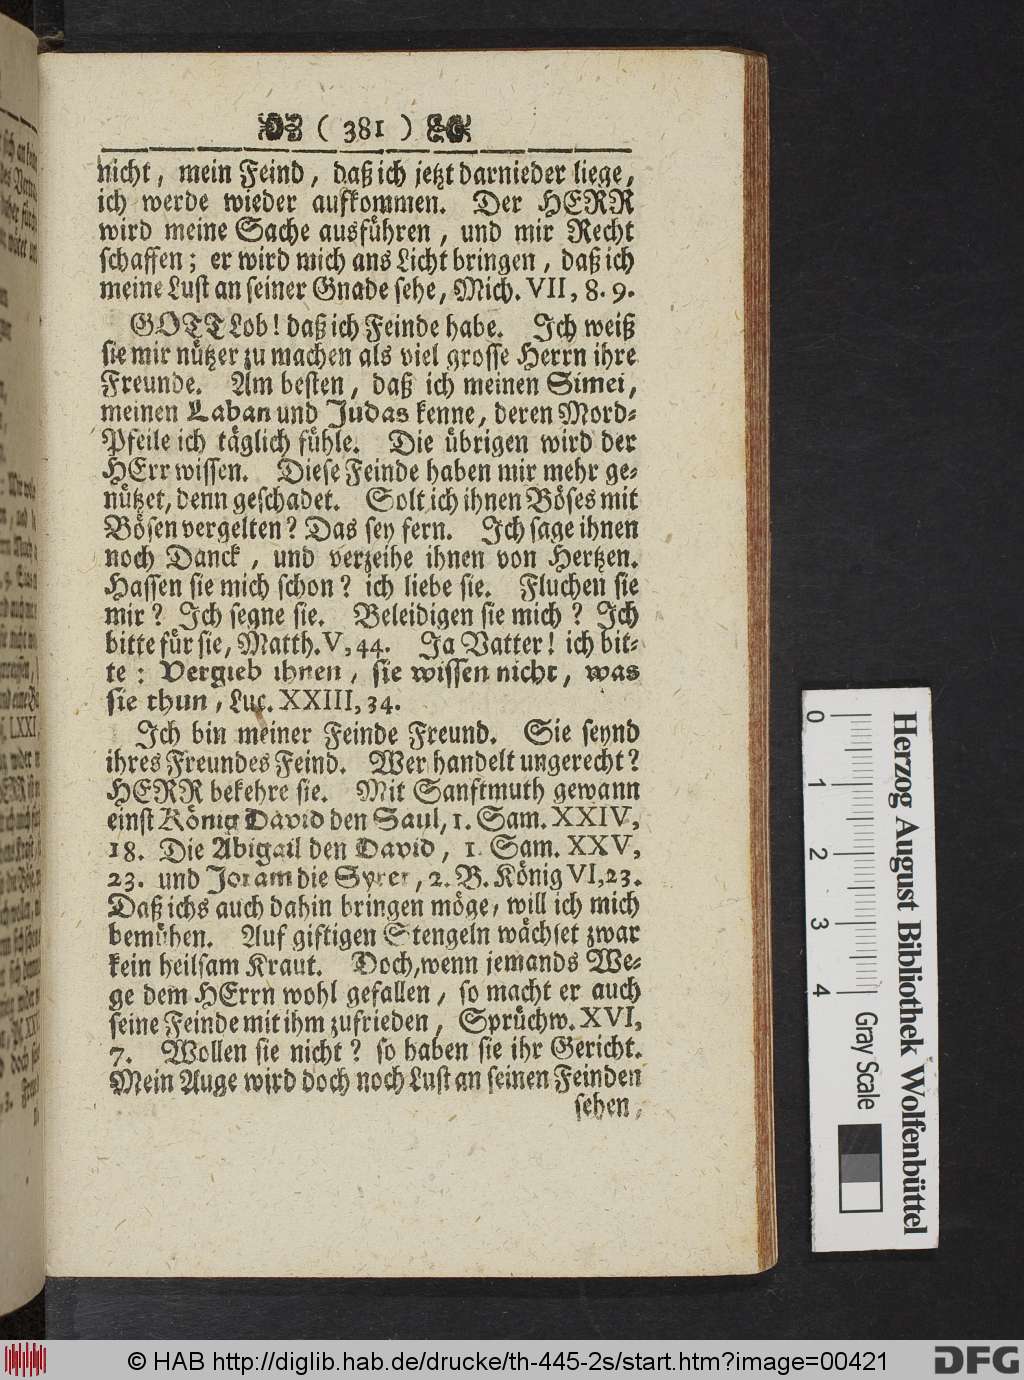 ( 381 )
nicht, mein Feind, daß ich jetzt darnieder liege,
ich werde wieder aufkommen. Der HERR
wird meine Sache ausführen, und mir Recht
schaffen; er wird mich ans Licht bringen, daß ich
meine Lust an seiner Gnade sehe, Mich. VII, 8. 9.
GOTT Lob! daß ich Feinde habe. Ich weiß
sie mir nützer zu machen als viel grosse Herrn ihre
Freunde. Am besten, daß ich meinen Simei,
meinen Laban und Judas kenne, deren Mord-
Pfeile ich täglich fühle. Die übrigen wird der
HErr wissen. Diese Feinde haben mir mehr ge-
nützet, denn geschadet. Solt ich ihnen Böses mit
Bösen vergelten? Das sey fern. Ich sage ihnen
noch Danck, und verzeihe ihnen von Hertzen.
Hassen sie mich schon? ich liebe sie. Fluchen sie
mir? Ich segne sie. Beleidigen sie mich? Ich
bitte für sie, Matth. V, 44. Ja Vatter! ich bit-
te: Vergieb ihnen, sie wissen nicht, was
sie thun, Luc. XXIII, 34.
Ich bin meiner Feinde Freund. Sie seynd
ihres Freundes Feind. Wer handelt ungerecht?
HERR bekehre sie. Mit Sanftmuth gewann
einst König David den Saul, 1. Sam. XXIV,
18. Die Abigail den David, 1. Sam. XXV,
23. und Joram die Syrer, 2. B. König VI, 23.
Daß ichs auch dahin bringen möge, will ich mich
bemühen. Auf giftigen Stengeln wächset zwar
kein heilsam Kraut. Doch, wenn jemands We-
ge dem HErrn wohl gefallen, so macht er auch
seine Feinde mit ihm zufrieden, Sprüchw. XVI,
7. Wollen sie nicht? so haben sie ihr Gericht.
Mein Auge wird doch noch Lust an seinen Feinden
sehen,
0 1 2 3 4 Gray Scale
Herzog August Bibliothek Wolfenbüttel
© HAB http://diglib.hab.de/drucke/th-445-2s/start.htm?image=00421
DFG